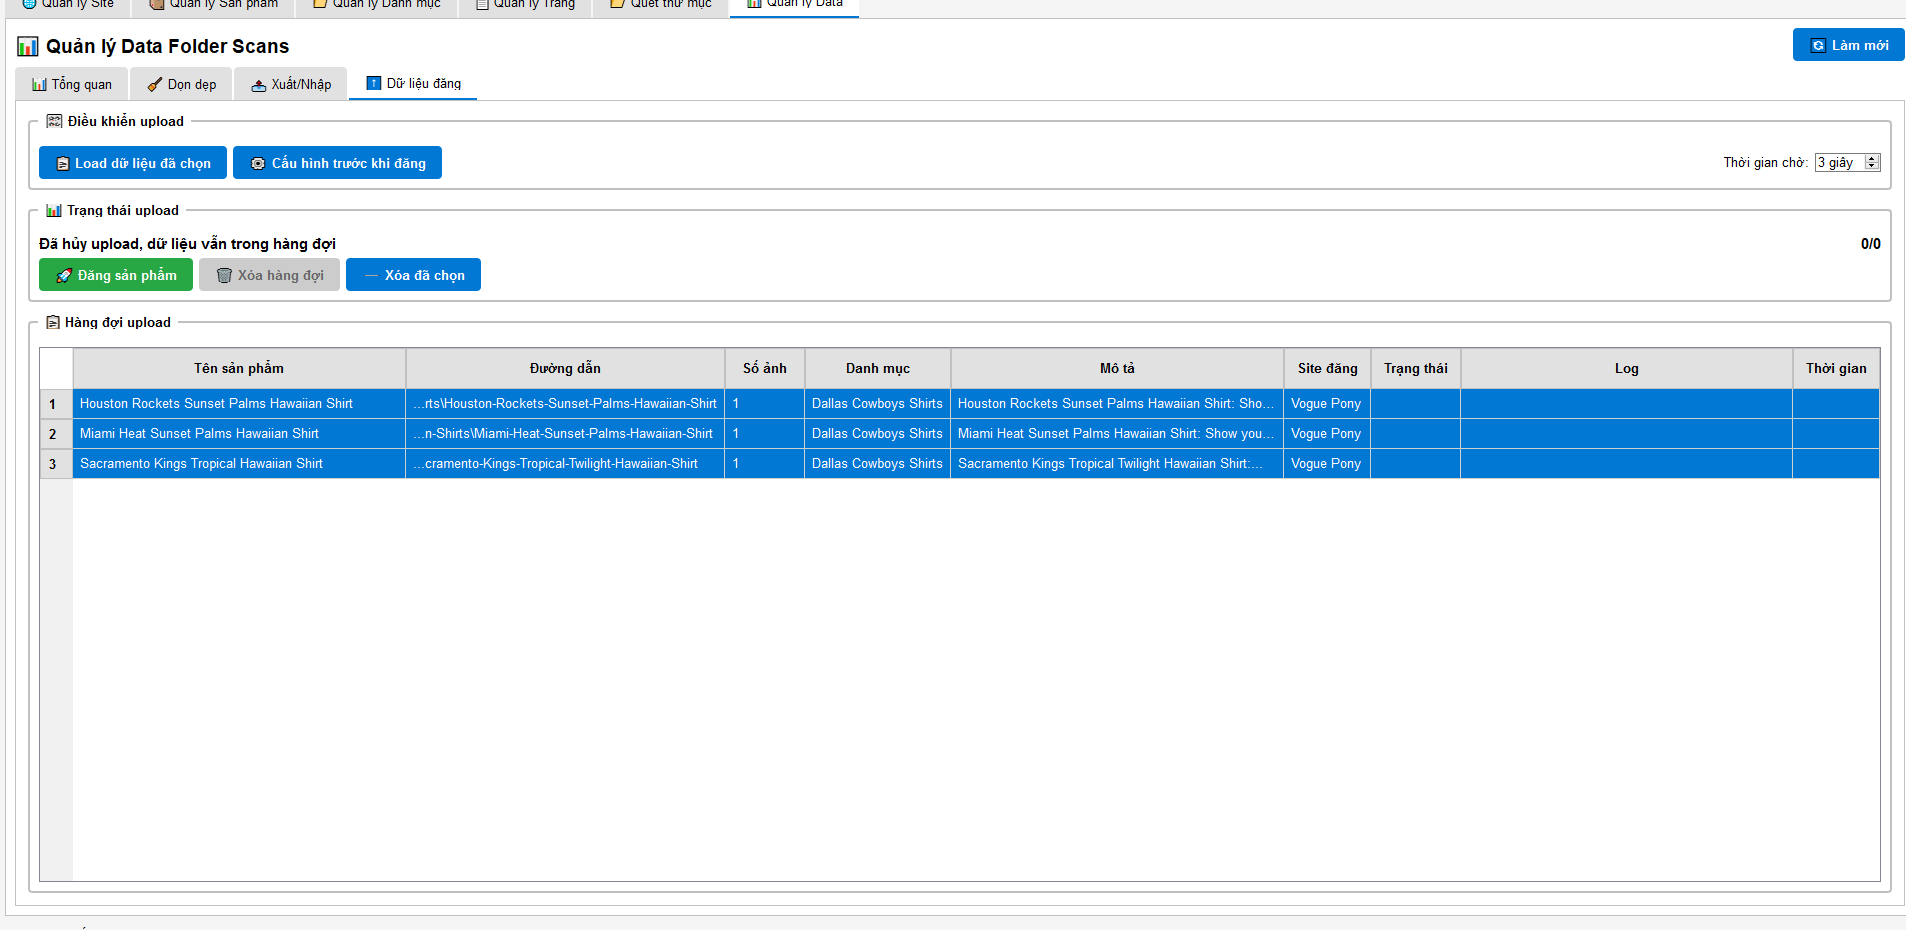 Quản lý Site Quản lý Sản phẩm Quản lý Danh mục Quản lý Trang Quét thư mục Quản lý Data
Quản lý Data Folder Scans
Làm mới
Tổng quan Dọn dẹp Xuất/Nhập Dữ liệu đăng
Điều khiển upload
Load dữ liệu đã chọn Cấu hình trước khi đăng Thời gian chờ: 3 giây
Trạng thái upload
Đã hủy upload, dữ liệu vẫn trong hàng đợi 0/0
Đăng sản phẩm Xóa hàng đợi Xóa đã chọn
Hàng đợi upload
Tên sản phẩm Đường dẫn Số ảnh Danh mục Mô tả Site đăng Trạng thái Log Thời gian
1 Houston Rockets Sunset Palms Hawaiian Shirt ...rts\Houston-Rockets-Sunset-Palms-Hawaiian-Shirt 1 Dallas Cowboys Shirts Houston Rockets Sunset Palms Hawaiian Shirt: Sho... Vogue Pony
2 Miami Heat Sunset Palms Hawaiian Shirt ...n-Shirts\Miami-Heat-Sunset-Palms-Hawaiian-Shirt 1 Dallas Cowboys Shirts Miami Heat Sunset Palms Hawaiian Shirt: Show you... Vogue Pony
3 Sacramento Kings Tropical Hawaiian Shirt ...cramento-Kings-Tropical-Twilight-Hawaiian-Shirt 1 Dallas Cowboys Shirts Sacramento Kings Tropical Twilight Hawaiian Shirt:... Vogue Pony